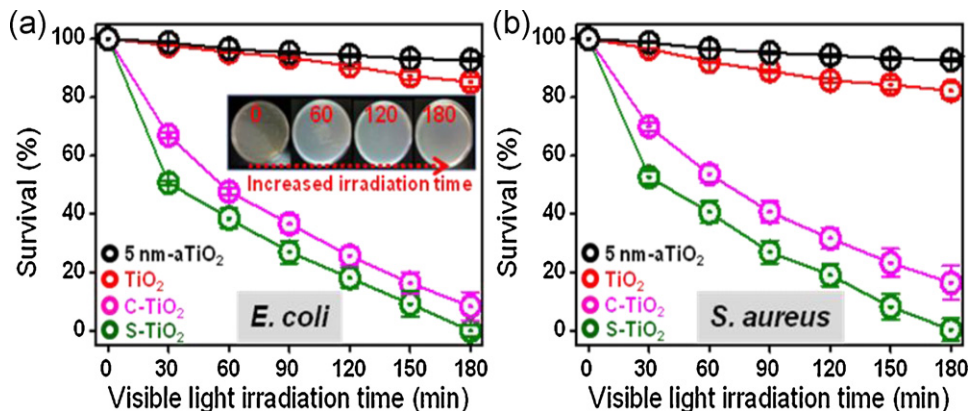 (a)
100
80
60
40
20
0
Survival (%)
0 60 120 180
Increased irradiation time
5 nm-aTiO₂
TiO₂
C-TiO₂
S-TiO₂
E. coli
0 30 60 90 120 150 180
Visible light irradiation time (min)
(b)
100
80
60
40
20
0
Survival (%)
5 nm-aTiO₂
TiO₂
C-TiO₂
S-TiO₂
S. aureus
0 30 60 90 120 150 180
Visible light irradiation time (min)